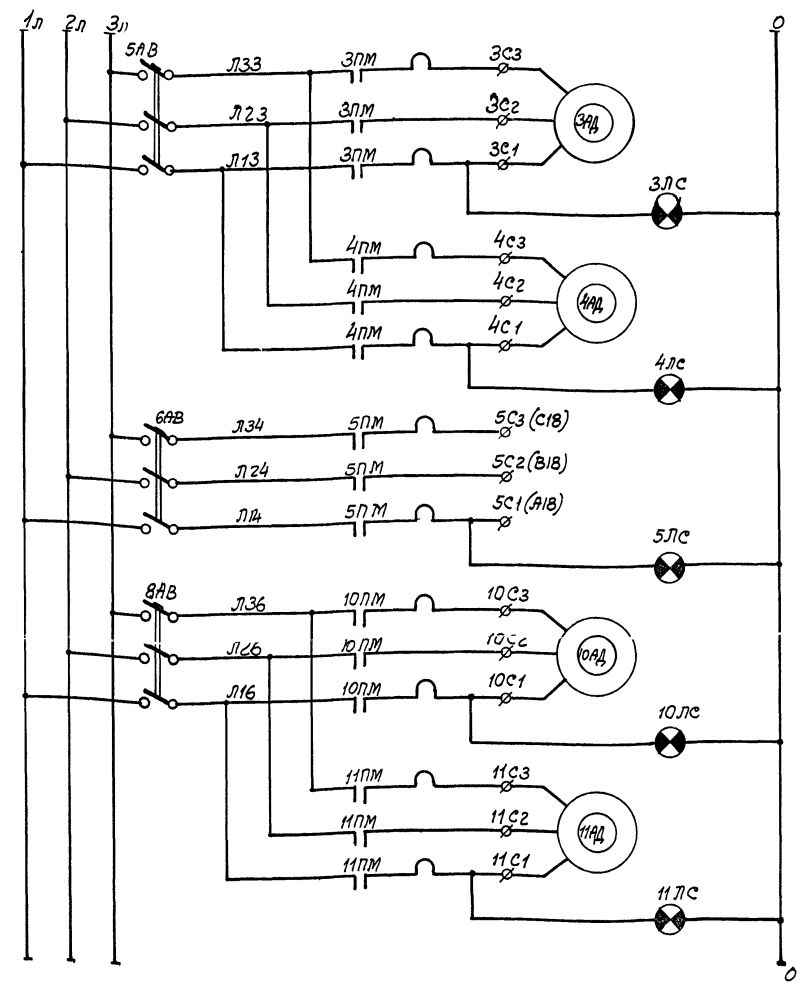 1л 2л 3л 0
5АВ
Л33 3ПМ 3С3
Л23 3ПМ 3С2
3АД
Л13 3ПМ 3С1
3ЛС
4ПМ 4С3
4ПМ 4С2
4АД
4ПМ 4С1
4ЛС
6АВ
Л34 5ПМ 5С3 (С18)
Л24 5ПМ 5С2 (В18)
Л14 5ПМ 5С1 (А18)
5ЛС
8АВ
Л36 10ПМ 10С3
Л26 10ПМ 10С2
10АД
Л16 10ПМ 10С1
10ЛС
11ПМ 11С3
11ПМ 11С2
11АД
11ПМ 11С1
11ЛС
0